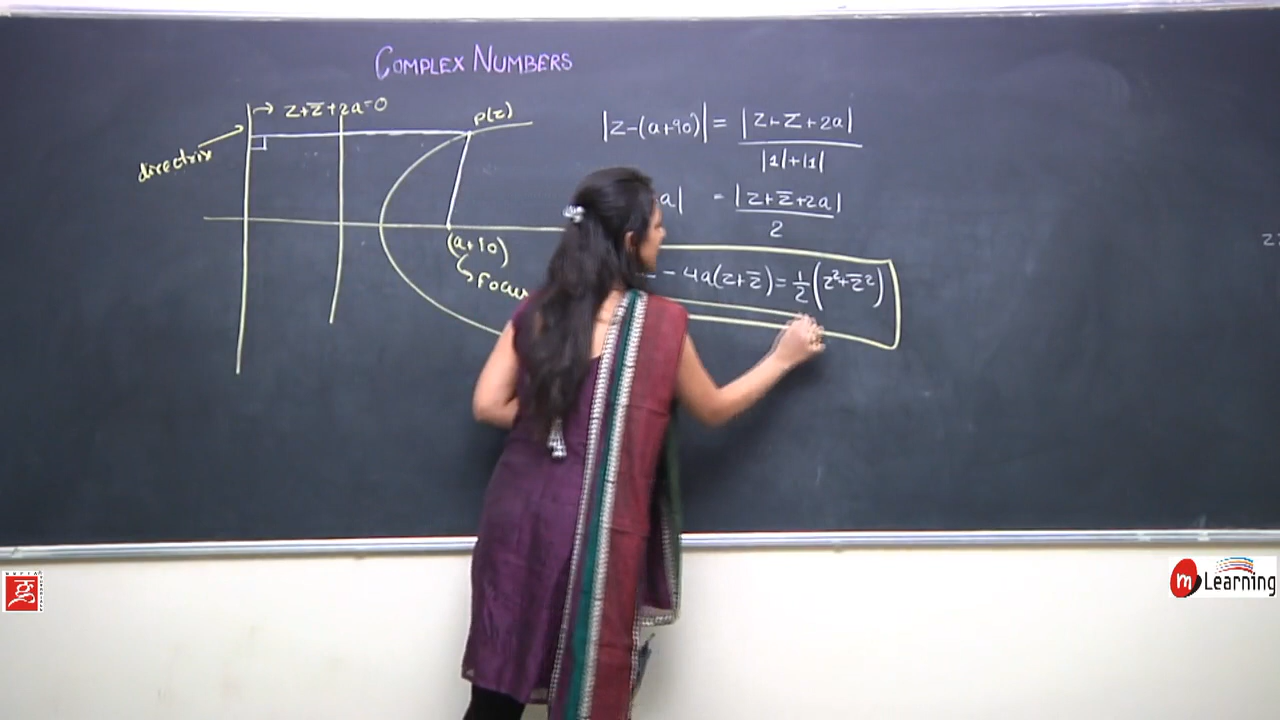 COMPLEX NUMBERS
z+z̅+2a=0
P(z)
directrix
(a+i0)
Focu
|z-(a+i0)| = |z+z̅+2a|
|1|+|1|
a| = |z+z̅+2a|
2
- 4a(z+z̅) = 1/2 (z²+z̅²)
m Learning